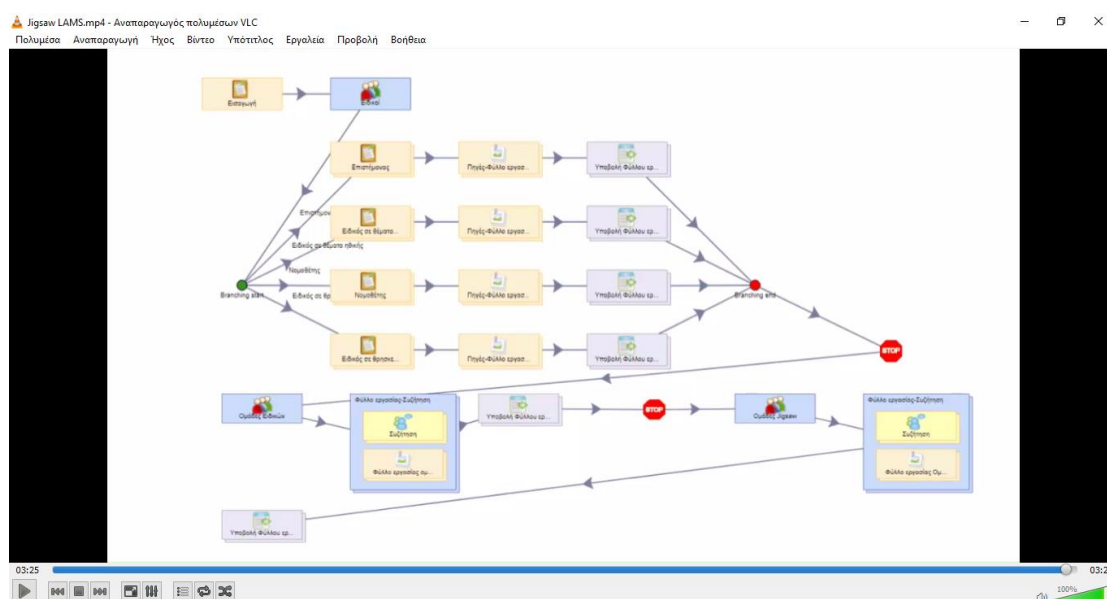 Jigsaw LAMS.mp4 - Αναπαραγωγός πολυμέσων VLC
Πολυμέσα Αναπαραγωγή Ήχος Βίντεο Υπότιτλος Εργαλεία Προβολή Βοήθεια
Εισαγωγή
Ειδικοί
Επιστήμονας
Πηγές-Φύλλο εργασ...
Υποβολή Φύλλου ερ...
Επιστήμον
Ειδικός σε θέματα...
Πηγές-Φύλλο εργασ...
Υποβολή Φύλλου ερ...
Ειδικός σε θέματα ηθικής
Νομοθέτης
Branching start
Ειδικός σε θρ
Νομοθέτης
Πηγές-Φύλλο εργασ...
Υποβολή Φύλλου ερ...
Branching end
Ειδικός σε θρησκε...
Πηγές-Φύλλο εργασ...
Υποβολή Φύλλου ερ...
STOP
Ομάδες Ειδικών
Φύλλο εργασίας-Συζήτηση
Συζήτηση
Φύλλο εργασίας ομ...
Υποβολή Φύλλου ερ...
STOP
Ομάδες Jigsaw
Φύλλο εργασίας-Συζήτηση
Συζήτηση
Φύλλο εργασίας Ομ...
Υποβολή Φύλλου ερ...
03:25
03:2
100%